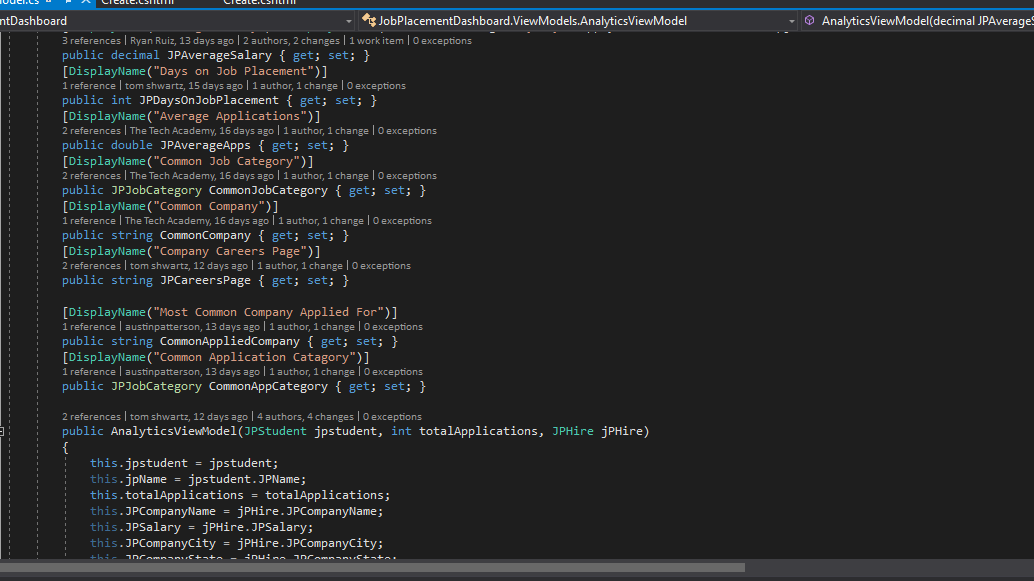 Create.cshtml Create.cshtml
ntDashboard JobPlacementDashboard.ViewModels.AnalyticsViewModel AnalyticsViewModel(decimal JPAverageS
3 references | Ryan Ruiz, 13 days ago | 2 authors, 2 changes | 1 work item | 0 exceptions
public decimal JPAverageSalary { get; set; }
[DisplayName("Days on Job Placement")]
1 reference | tom shwartz, 15 days ago | 1 author, 1 change | 0 exceptions
public int JPDaysOnJobPlacement { get; set; }
[DisplayName("Average Applications")]
2 references | The Tech Academy, 16 days ago | 1 author, 1 change | 0 exceptions
public double JPAverageApps { get; set; }
[DisplayName("Common Job Category")]
2 references | The Tech Academy, 16 days ago | 1 author, 1 change | 0 exceptions
public JPJobCategory CommonJobCategory { get; set; }
[DisplayName("Common Company")]
1 reference | The Tech Academy, 16 days ago | 1 author, 1 change | 0 exceptions
public string CommonCompany { get; set; }
[DisplayName("Company Careers Page")]
2 references | tom shwartz, 12 days ago | 1 author, 1 change | 0 exceptions
public string JPCareersPage { get; set; }
[DisplayName("Most Common Company Applied For")]
1 reference | austinpatterson, 13 days ago | 1 author, 1 change | 0 exceptions
public string CommonAppliedCompany { get; set; }
[DisplayName("Common Application Catagory")]
1 reference | austinpatterson, 13 days ago | 1 author, 1 change | 0 exceptions
public JPJobCategory CommonAppCategory { get; set; }
2 references | tom shwartz, 12 days ago | 4 authors, 4 changes | 0 exceptions
public AnalyticsViewModel(JPStudent jpstudent, int totalApplications, JPHire jPHire)
{
this.jpstudent = jpstudent;
this.jpName = jpstudent.JPName;
this.totalApplications = totalApplications;
this.JPCompanyName = jPHire.JPCompanyName;
this.JPSalary = jPHire.JPSalary;
this.JPCompanyCity = jPHire.JPCompanyCity;
this.JPCompanyState = jPHire.JPCompanyState;